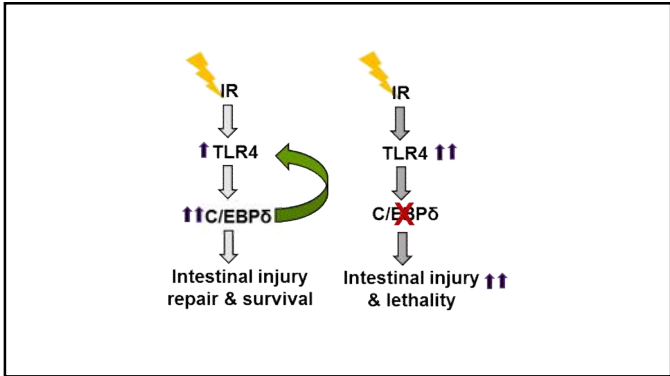 IR
TLR4
C/EBPδ
Intestinal injury
repair & survival
IR
TLR4
C/EBPδ
Intestinal injury
& lethality